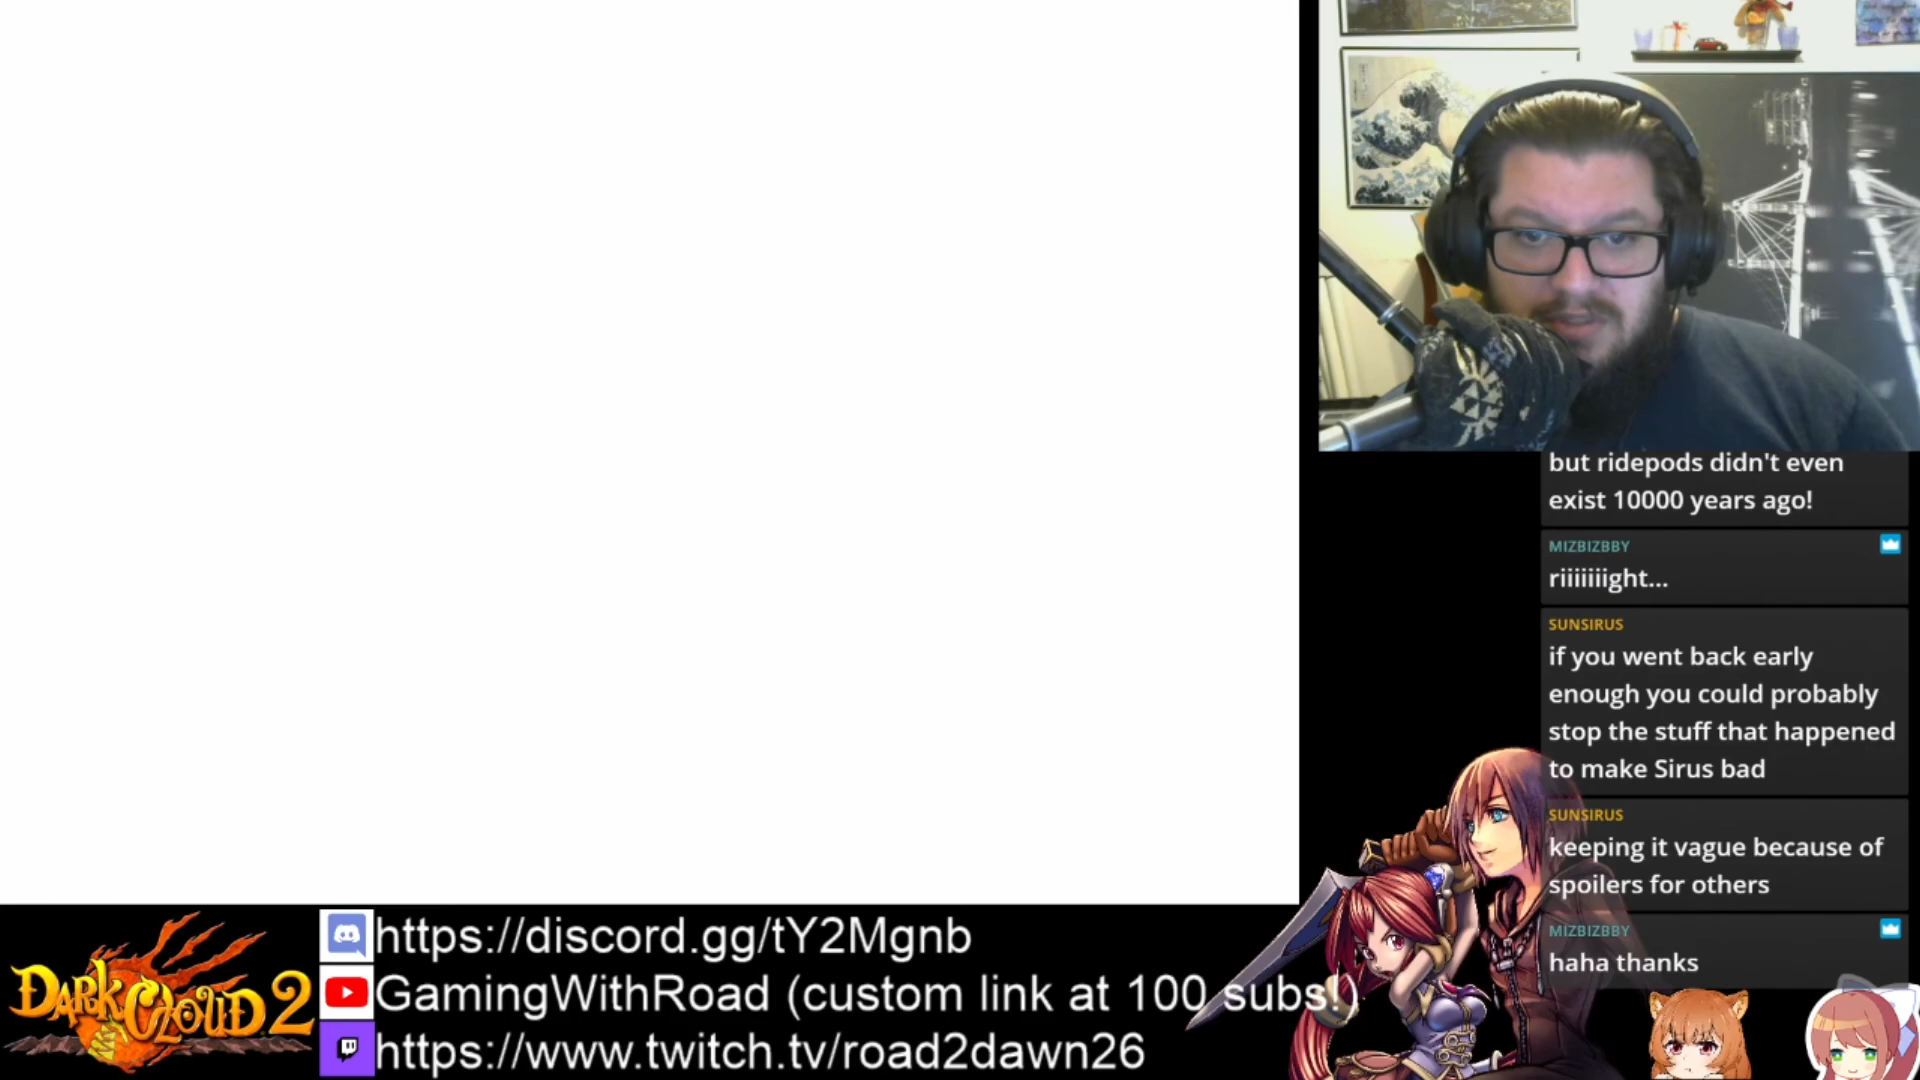 but ridepods didn't even
exist 10000 years ago!
MIZBIZBBY
riiiiiiight...
SUNSIRUS
if you went back early
enough you could probably
stop the stuff that happened
to make Sirus bad
SUNSIRUS
keeping it vague because of
spoilers for others
MIZBIZBBY
haha thanks
DARK CLOUD 2
https://discord.gg/tY2Mgnb
GamingWithRoad (custom link at 100 subs!)
https://www.twitch.tv/road2dawn26